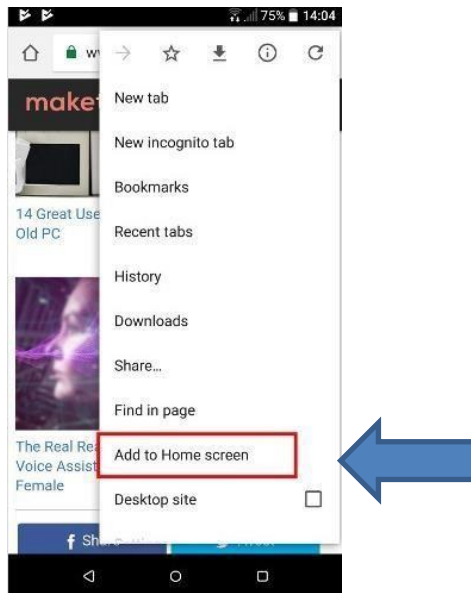 75% 14:04
w
make
New tab
New incognito tab
Bookmarks
14 Great Use
Old PC
Recent tabs
History
Downloads
Share...
Find in page
The Real Re
Voice Assist
Female
Add to Home screen
Desktop site
f Sh